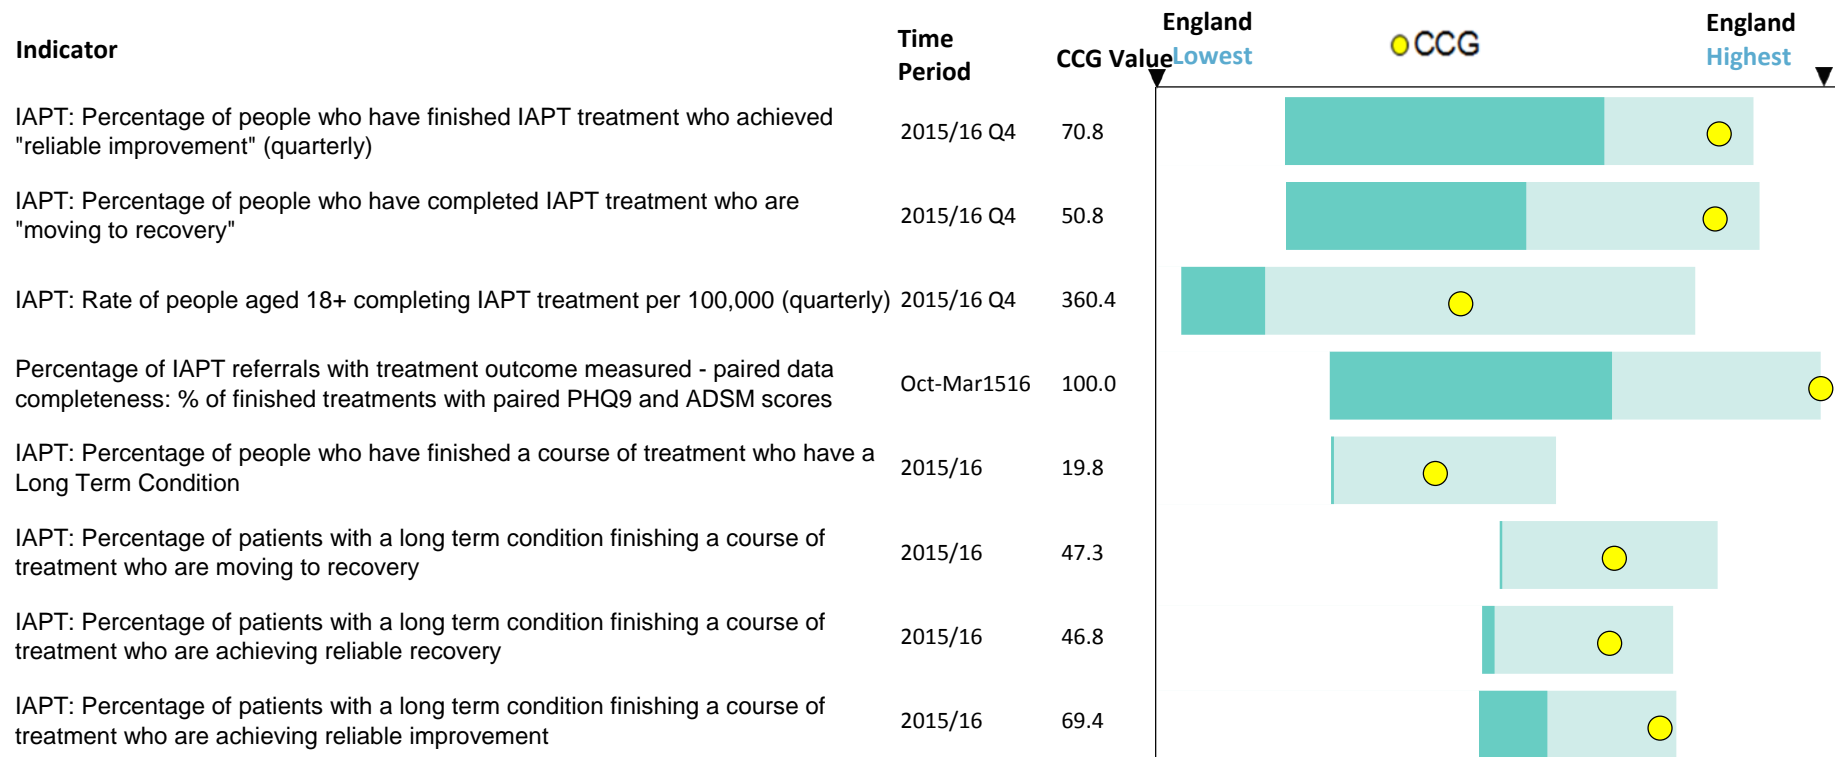 Indicator
Time
Period
CCG Value
England
Lowest
CCG
England
Highest
IAPT: Percentage of people who have finished IAPT treatment who achieved
"reliable improvement" (quarterly)
2015/16 Q4
70.8
IAPT: Percentage of people who have completed IAPT treatment who are
"moving to recovery"
2015/16 Q4
50.8
IAPT: Rate of people aged 18+ completing IAPT treatment per 100,000 (quarterly)
2015/16 Q4
360.4
Percentage of IAPT referrals with treatment outcome measured - paired data
completeness: % of finished treatments with paired PHQ9 and ADSM scores
Oct-Mar1516
100.0
IAPT: Percentage of people who have finished a course of treatment who have a
Long Term Condition
2015/16
19.8
IAPT: Percentage of patients with a long term condition finishing a course of
treatment who are moving to recovery
2015/16
47.3
IAPT: Percentage of patients with a long term condition finishing a course of
treatment who are achieving reliable recovery
2015/16
46.8
IAPT: Percentage of patients with a long term condition finishing a course of
treatment who are achieving reliable improvement
2015/16
69.4